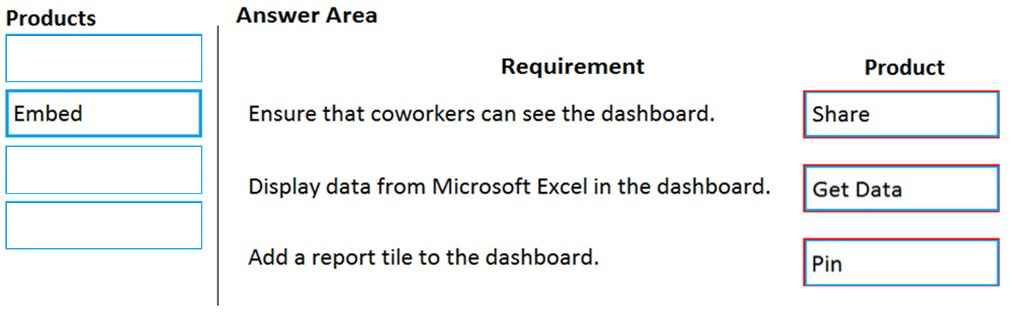 Products
Answer Area
Requirement
Product
Embed
Ensure that coworkers can see the dashboard.
Share
Display data from Microsoft Excel in the dashboard.
Get Data
Add a report tile to the dashboard.
Pin